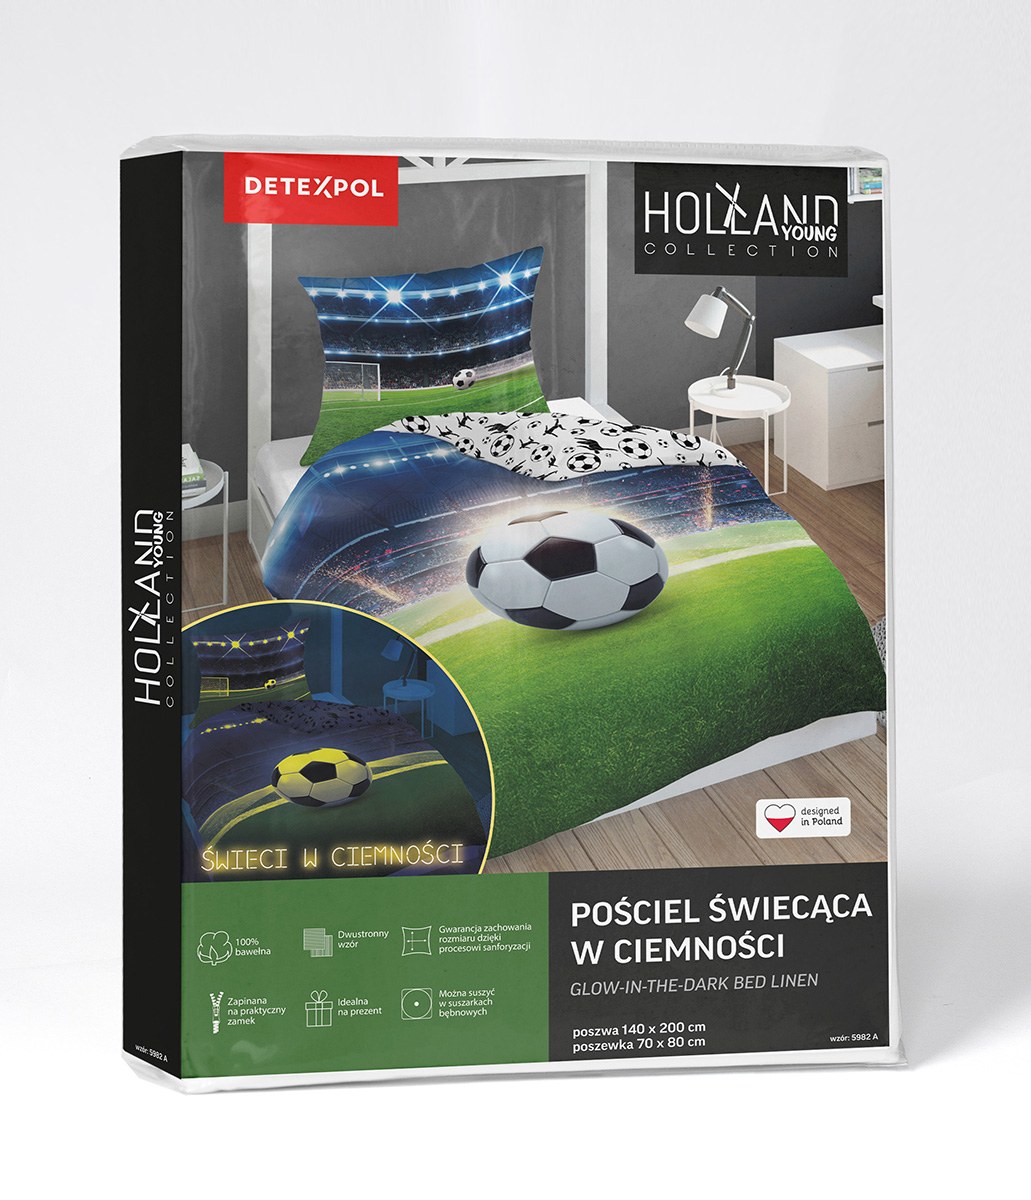 DETEXPOL
HOLLAND
YOUNG
COLLECTION
HOLLAND
YOUNG
COLLECTION
designed
in Poland
ŚWIECI W CIEMNOŚCI
100%
bawełna
Dwustronny
wzór
Gwarancja zachowania
rozmiaru dzięki
procesowi sanforyzacji
Zapinana
na praktyczny
zamek
Idealna
na prezent
Można suszyć
w suszarkach
bębnowych
POŚCIEL ŚWIECĄCA
W CIEMNOŚCI
GLOW-IN-THE-DARK BED LINEN
poszwa 140 x 200 cm
poszewka 70 x 80 cm
wzór: 5982 A
wzór: 5982 A